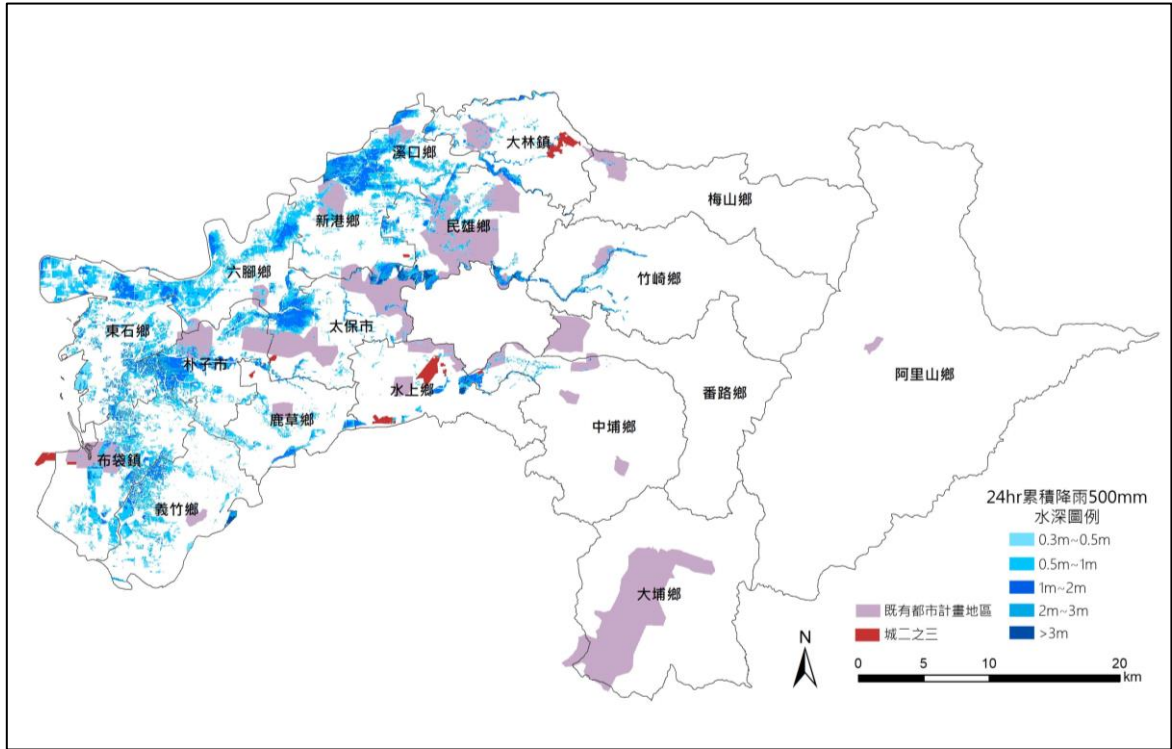 大林鎮
溪口鄉
梅山鄉
新港鄉
民雄鄉
六腳鄉
竹崎鄉
東石鄉
太保市
朴子市
阿里山鄉
水上鄉
番路鄉
鹿草鄉
中埔鄉
布袋鎮
義竹鄉
大埔鄉
24hr累積降雨500mm
水深圖例
0.3m~0.5m
0.5m~1m
1m~2m
2m~3m
>3m
既有都市計畫地區
城二之三
N
0 5 10 20
km